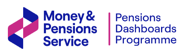 Money &
Pensions
Service
Pensions
Dashboards
Programme